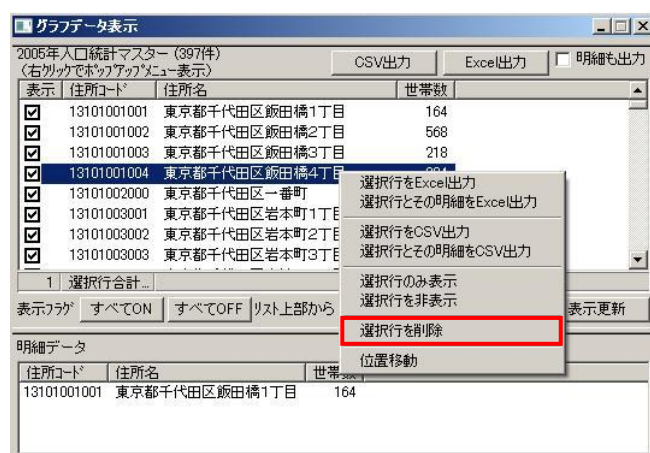 グラフデータ表示
2005年人口統計マスター (397件)
(右クリックでポップアップメニュー表示)
CSV出力
Excel出力
明細も出力
表示 住所コード 住所名 世帯数
13101001001 東京都千代田区飯田橋1丁目 164
13101001002 東京都千代田区飯田橋2丁目 568
13101001003 東京都千代田区飯田橋3丁目 218
13101001004 東京都千代田区飯田橋4丁目
13101002000 東京都千代田区一番町
13101003001 東京都千代田区岩本町1丁目
13101003002 東京都千代田区岩本町2丁目
13101003003 東京都千代田区岩本町3丁目
1 選択行合計...
選択行をExcel出力
選択行とその明細をExcel出力
選択行をCSV出力
選択行とその明細をCSV出力
選択行のみ表示
選択行を非表示
選択行を削除
位置移動
表示フラグ すべてON すべてOFF リスト上部から 表示更新
明細データ
住所コード 住所名 世帯数
13101001001 東京都千代田区飯田橋1丁目 164